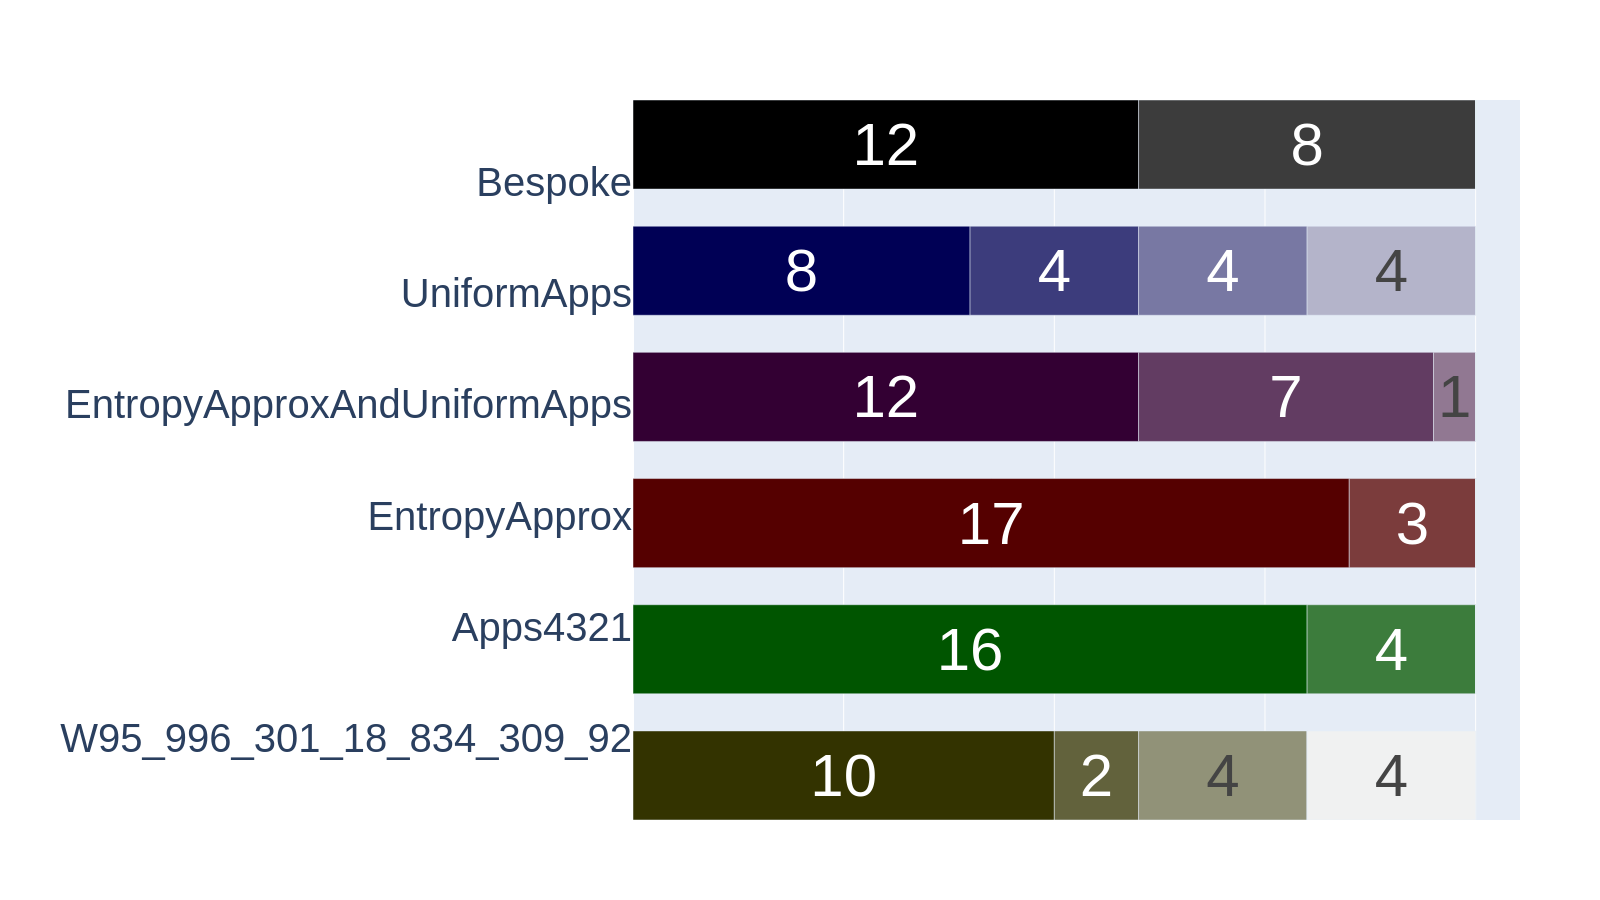 12 8
Bespoke
8 4 4 4
UniformApps
12 7 1
EntropyApproxAndUniformApps
17 3
EntropyApprox
16 4
Apps4321
W95_996_301_18_834_309_92
10 2 4 4